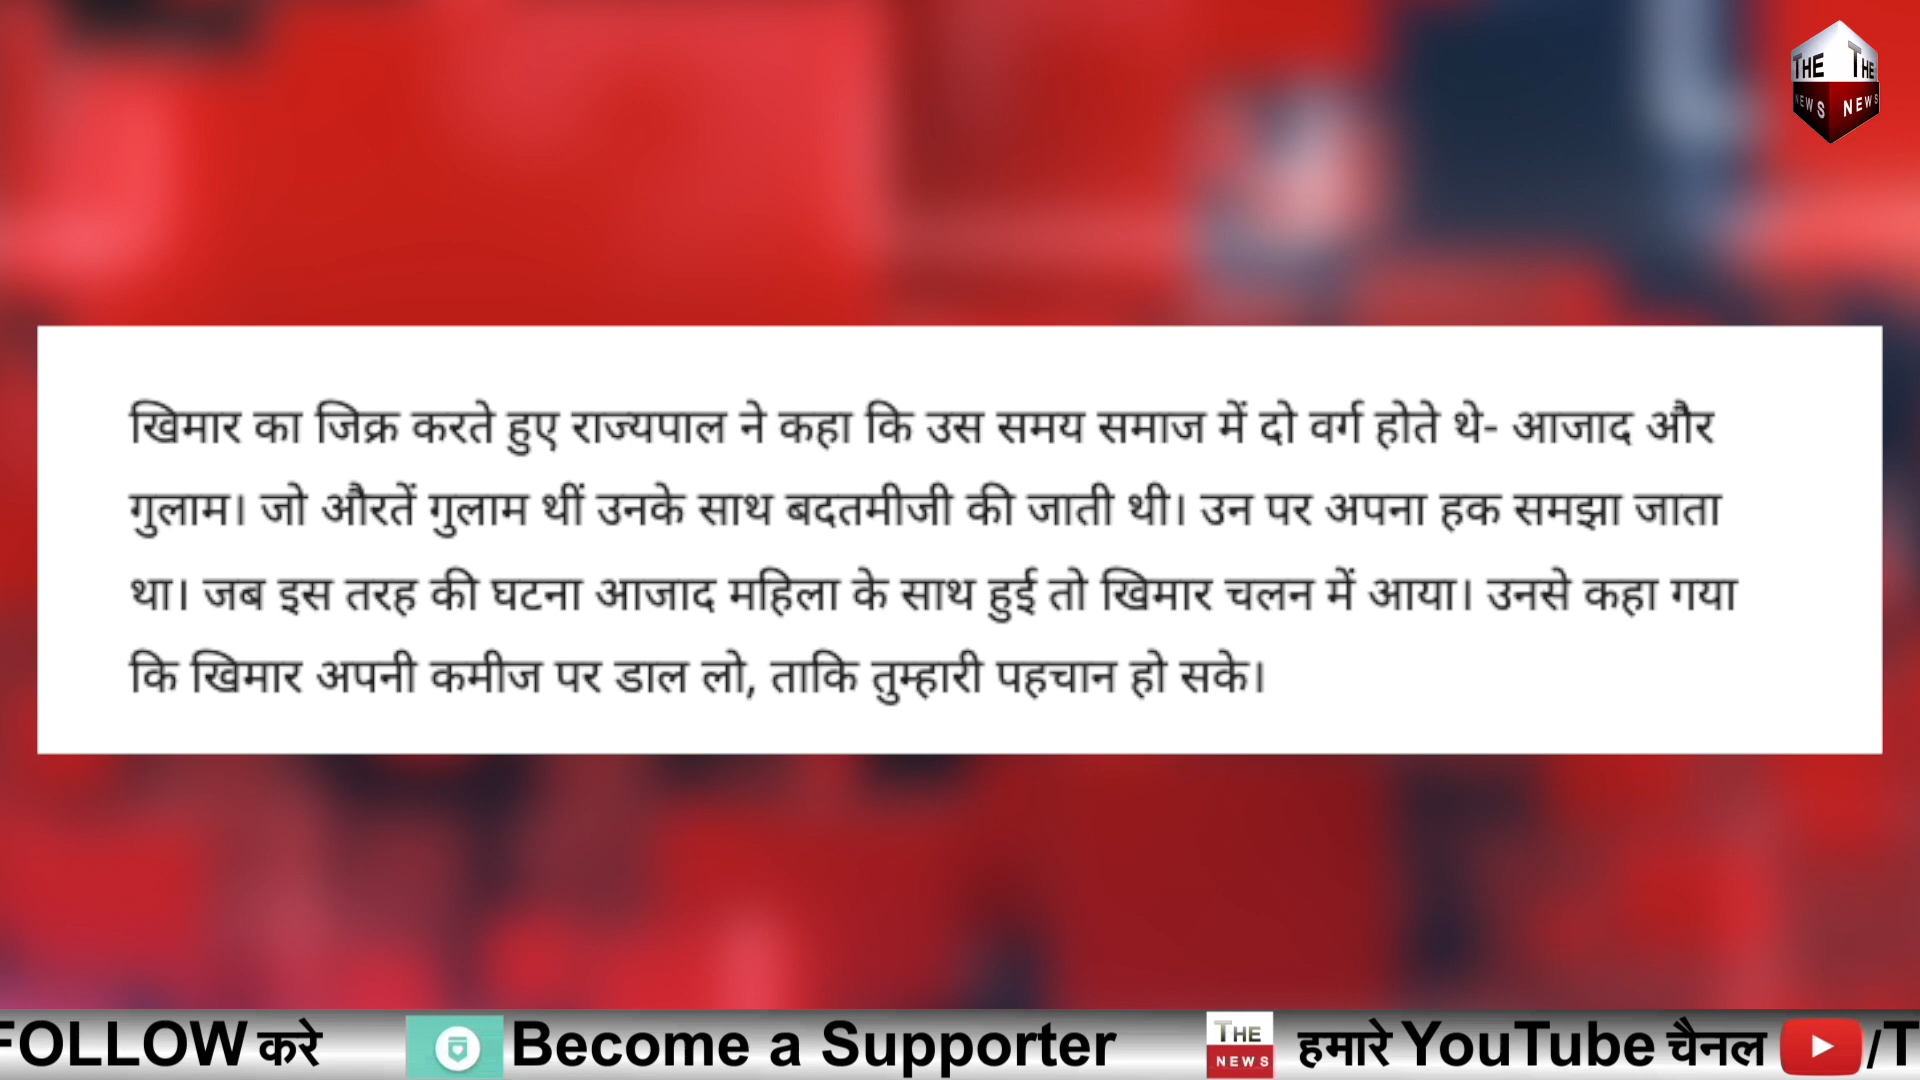 THE THE
NEWS NEWS
खिमार का जिक्र करते हुए राज्यपाल ने कहा कि उस समय समाज में दो वर्ग होते थे- आजाद और
गुलाम। जो औरतें गुलाम थीं उनके साथ बदतमीजी की जाती थी। उन पर अपना हक समझा जाता
था। जब इस तरह की घटना आजाद महिला के साथ हुई तो खिमार चलन में आया। उनसे कहा गया
कि खिमार अपनी कमीज पर डाल लो, ताकि तुम्हारी पहचान हो सके।
FOLLOW करे Become a Supporter THE NEWS हमारे YouTube चैनल /T